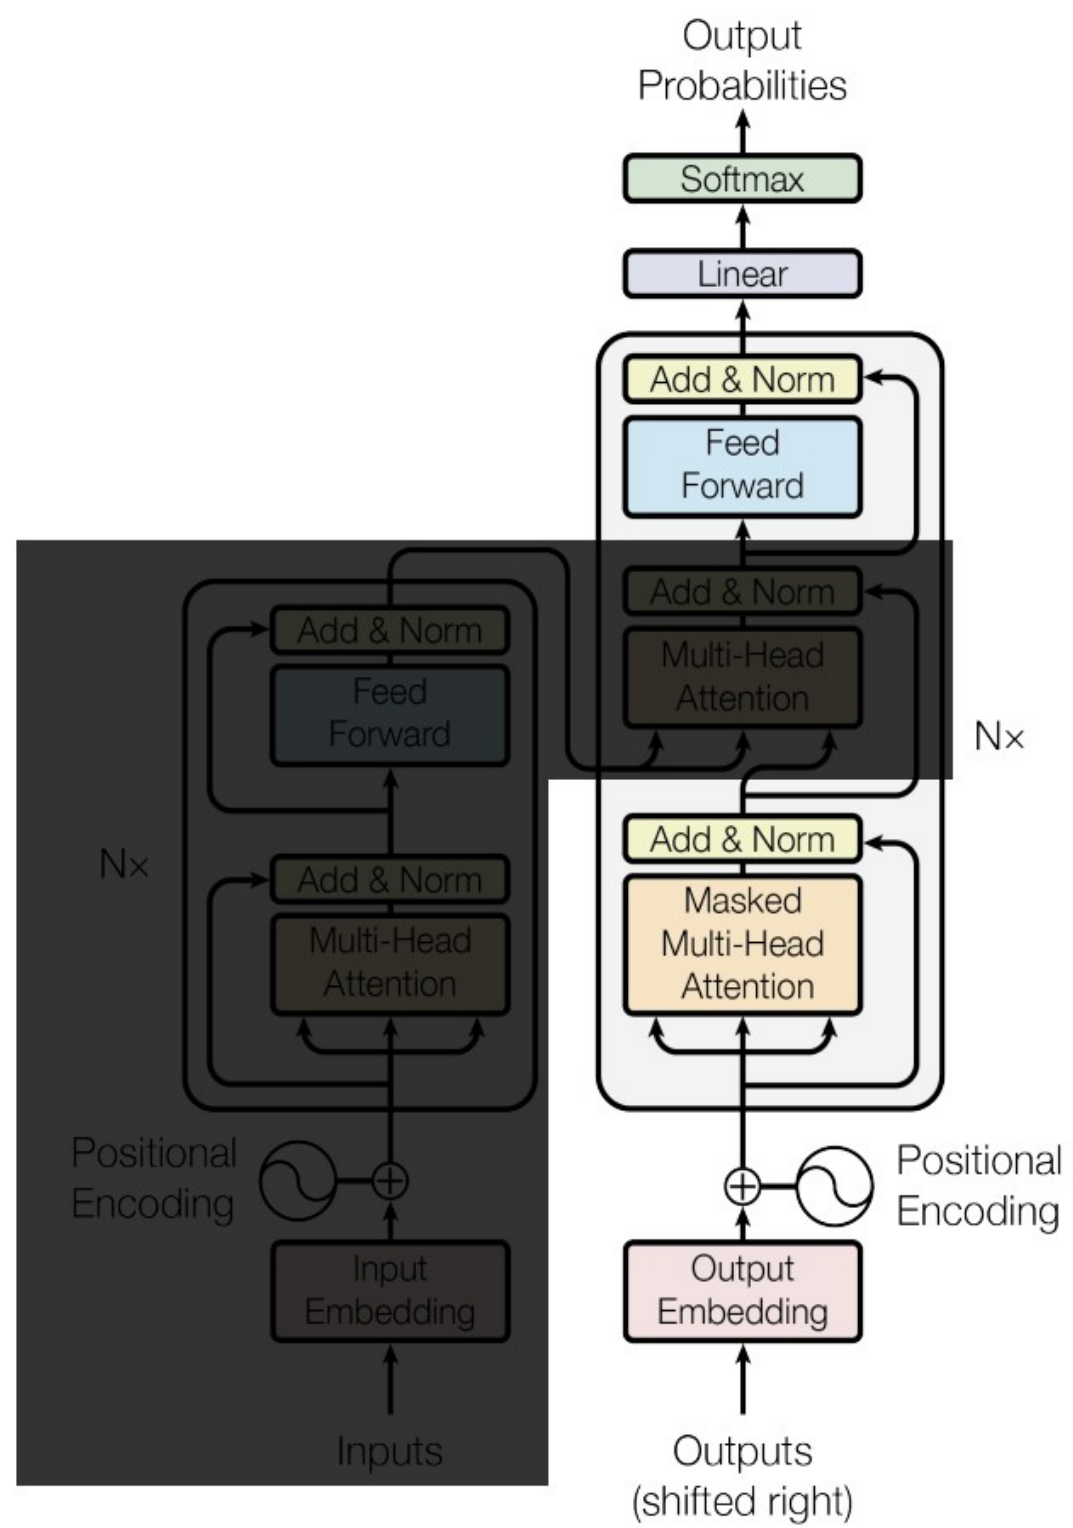 Output
Probabilities
Softmax
Linear
Add & Norm
Feed
Forward
Add & Norm
Multi-Head
Attention
Nx
Add & Norm
Masked
Multi-Head
Attention
Add & Norm
Feed
Forward
Nx
Add & Norm
Multi-Head
Attention
Positional
Encoding
Input
Embedding
Inputs
Positional
Encoding
Output
Embedding
Outputs
(shifted right)